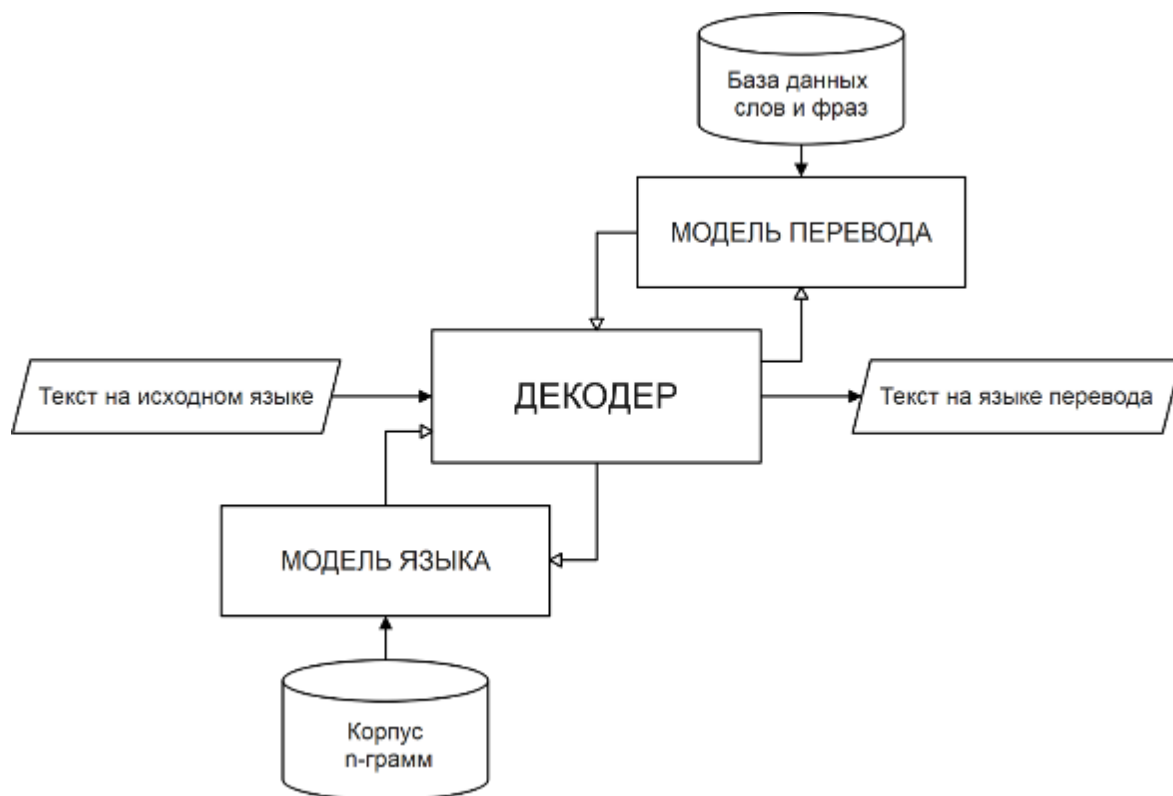 База данных
слов и фраз
МОДЕЛЬ ПЕРЕВОДА
ДЕКОДЕР
Текст на исходном языке
Текст на языке перевода
МОДЕЛЬ ЯЗЫКА
Корпус
n-грамм